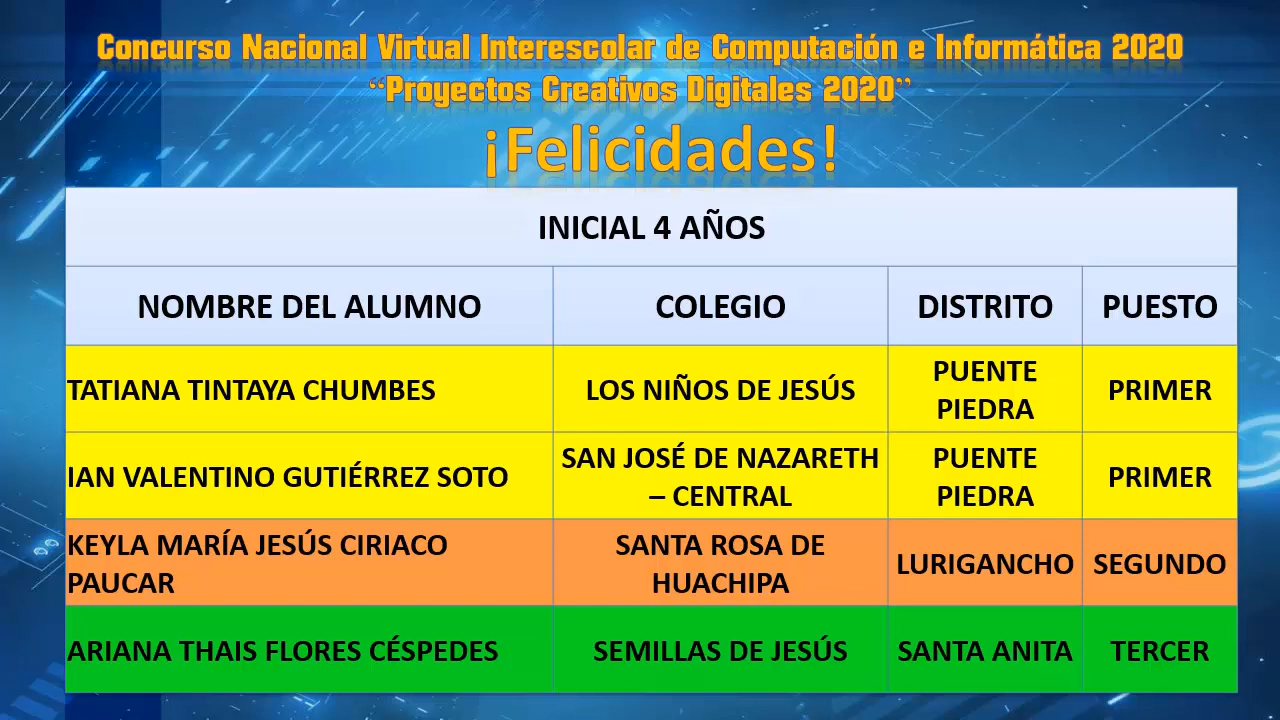 Concurso Nacional Virtual Interescolar de Computación e Informática 2020
“Proyectos Creativos Digitales 2020”
¡Felicidades!
INICIAL 4 AÑOS
NOMBRE DEL ALUMNO COLEGIO DISTRITO PUESTO
TATIANA TINTAYA CHUMBES LOS NIÑOS DE JESÚS PUENTE PIEDRA PRIMER
IAN VALENTINO GUTIÉRREZ SOTO SAN JOSÉ DE NAZARETH – CENTRAL PUENTE PIEDRA PRIMER
KEYLA MARÍA JESÚS CIRIACO PAUCAR SANTA ROSA DE HUACHIPA LURIGANCHO SEGUNDO
ARIANA THAIS FLORES CÉSPEDES SEMILLAS DE JESÚS SANTA ANITA TERCER